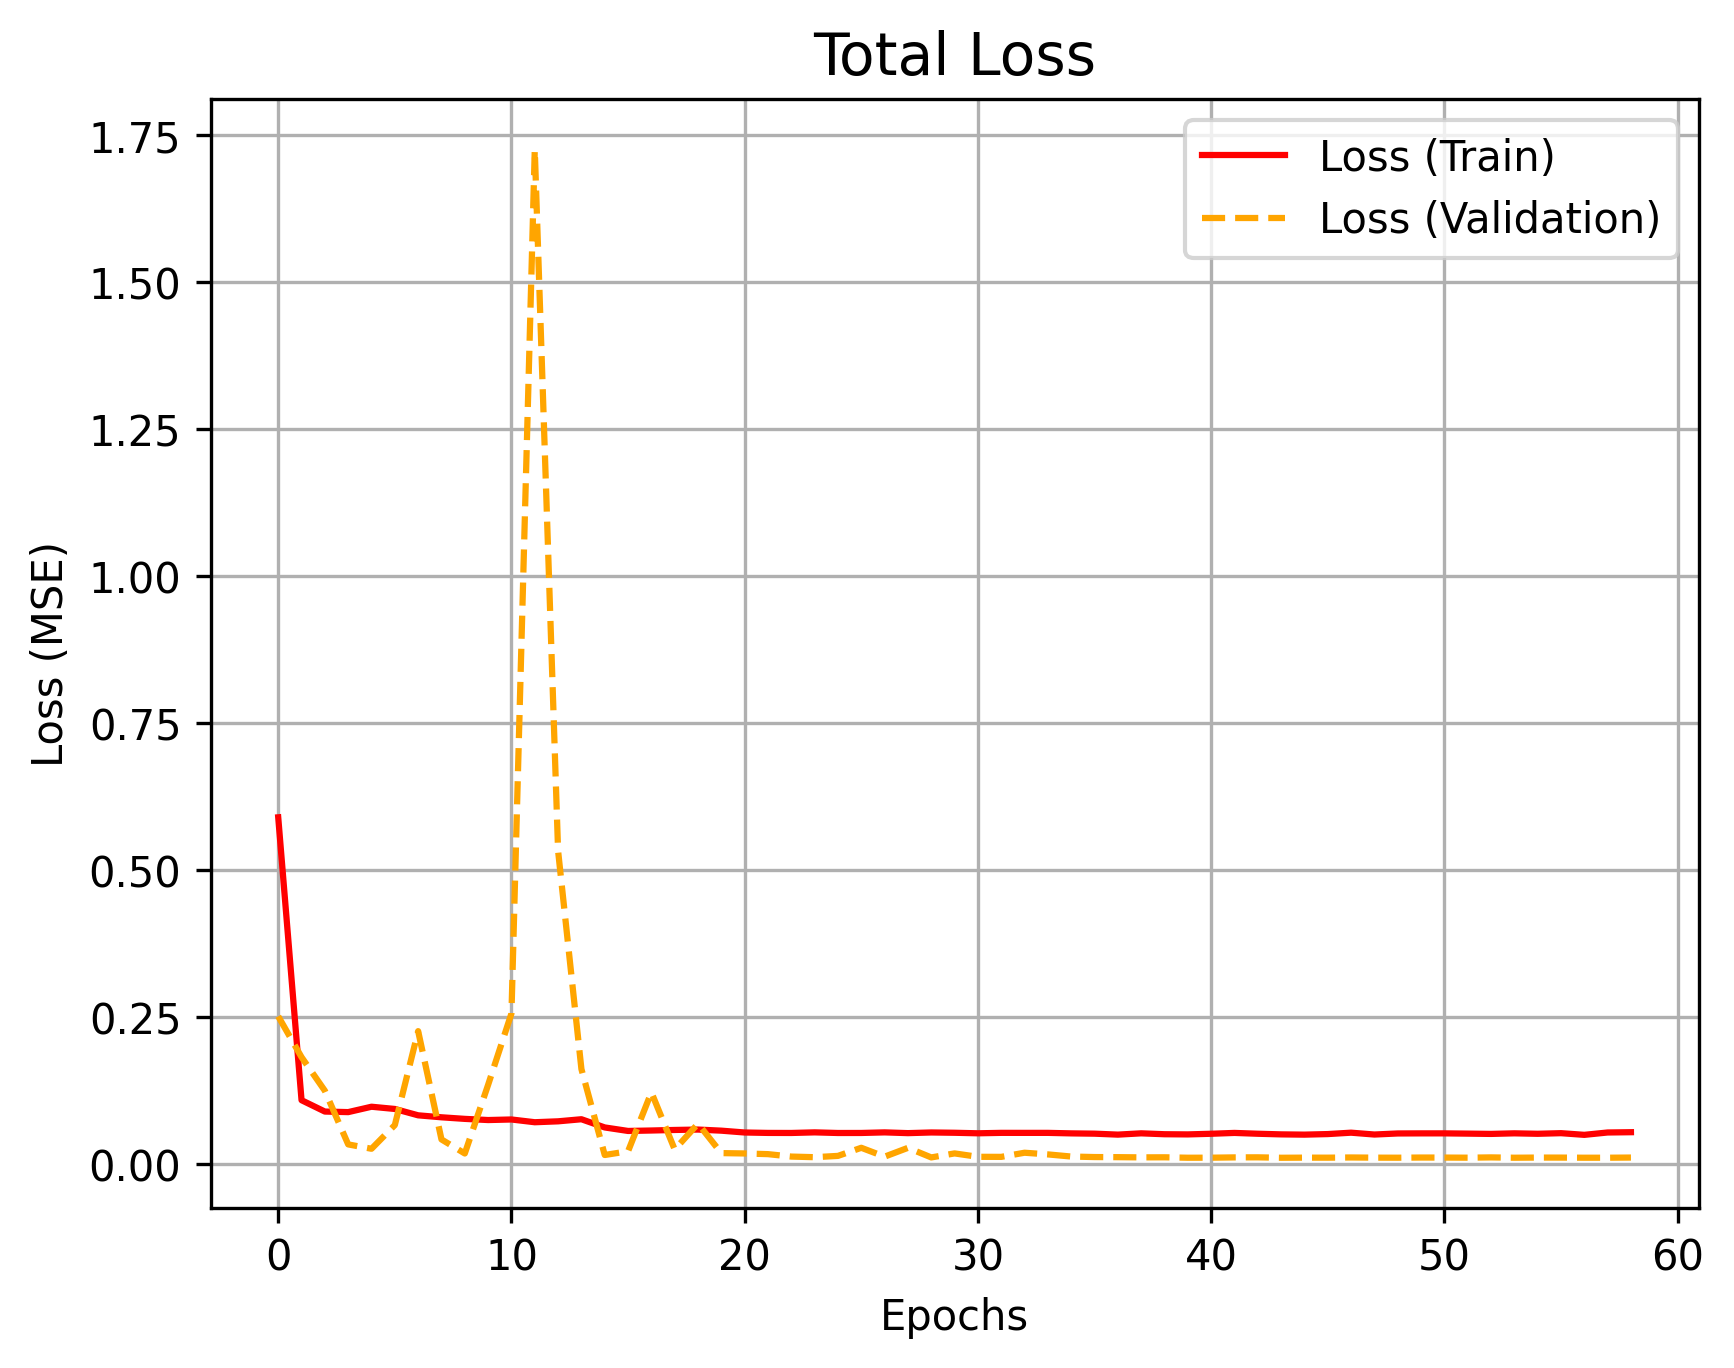 Total Loss
1.75
1.50
1.25
1.00
0.75
0.50
0.25
0.00
Loss (MSE)
Loss (Train)
Loss (Validation)
0 10 20 30 40 50 60
Epochs